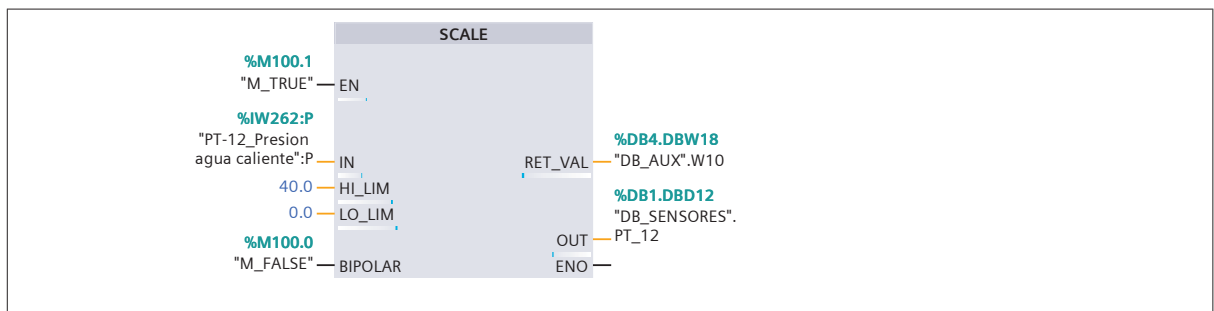 SCALE
%M100.1
"M_TRUE"
EN
%IW262:P
"PT-12_Presion
agua caliente":P
IN
40.0
HI_LIM
0.0
LO_LIM
%M100.0
"M_FALSE"
BIPOLAR
%DB4.DBW18
RET_VAL
"DB_AUX".W10
%DB1.DBD12
"DB_SENSORES".
OUT
PT_12
ENO